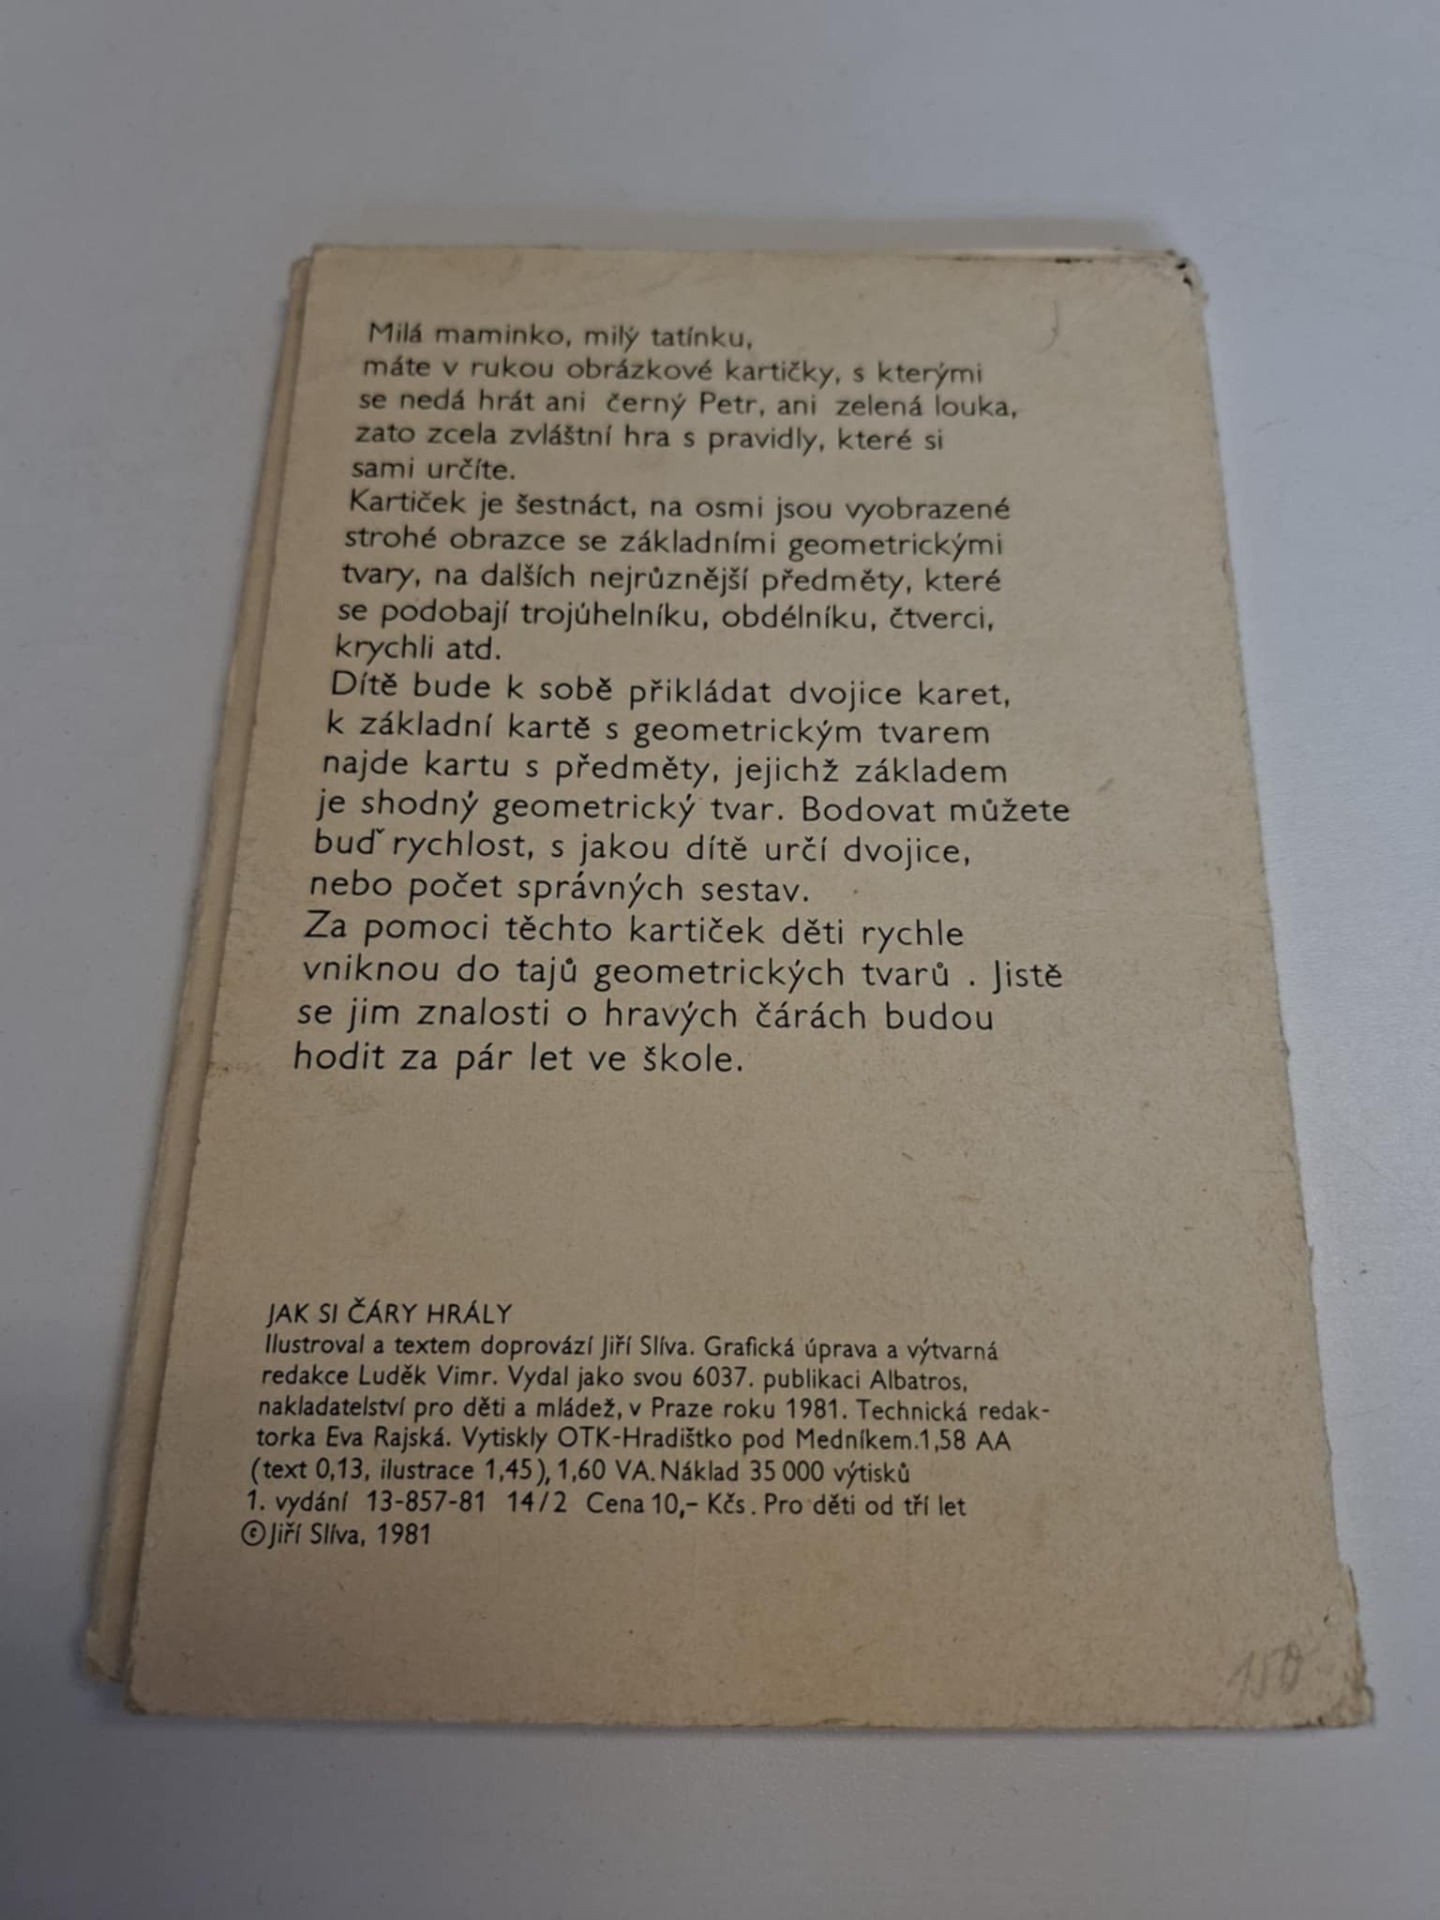 Milá maminko, milý tatínku,
máte v rukou obrázkové kartičky, s kterými
se nedá hrát ani černý Petr, ani zelená louka,
zato zcela zvláštní hra s pravidly, které si
sami určíte.
Kartiček je šestnáct, na osmi jsou vyobrazené
strohé obrazce se základními geometrickými
tvary, na dalších nejrůznější předměty, které
se podobají trojúhelníku, obdélníku, čtverci,
krychli atd.
Dítě bude k sobě přikládat dvojice karet,
k základní kartě s geometrickým tvarem
najde kartu s předměty, jejichž základem
je shodný geometrický tvar. Bodovat můžete
buď rychlost, s jakou dítě určí dvojice,
nebo počet správných sestav.
Za pomoci těchto kartiček děti rychle
vniknou do tajů geometrických tvarů . Jistě
se jim znalosti o hravých čárách budou
hodit za pár let ve škole.
JAK SI ČÁRY HRÁLY
Ilustroval a textem doprovází Jiří Slíva. Grafická úprava a výtvarná
redakce Luděk Vimr. Vydal jako svou 6037. publikaci Albatros,
nakladatelství pro děti a mládež, v Praze roku 1981. Technická redak-
torka Eva Rajská. Vytiskly OTK-Hradištko pod Medníkem.1,58 AA
(text 0,13, ilustrace 1,45), 1,60 VA. Náklad 35 000 výtisků
1. vydání 13-857-81 14/2 Cena 10,- Kčs. Pro děti od tří let
©Jiří Slíva, 1981
150